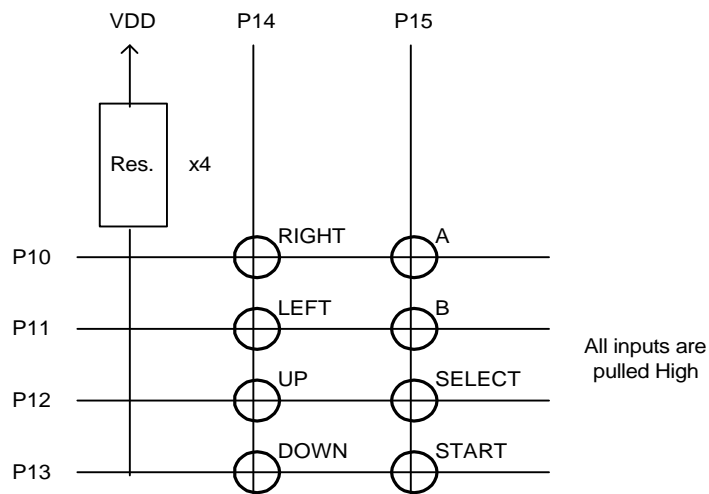 VDD P14 P15
Res. x4
RIGHT A
P10
LEFT B
P11
All inputs are
pulled High
UP SELECT
P12
DOWN START
P13